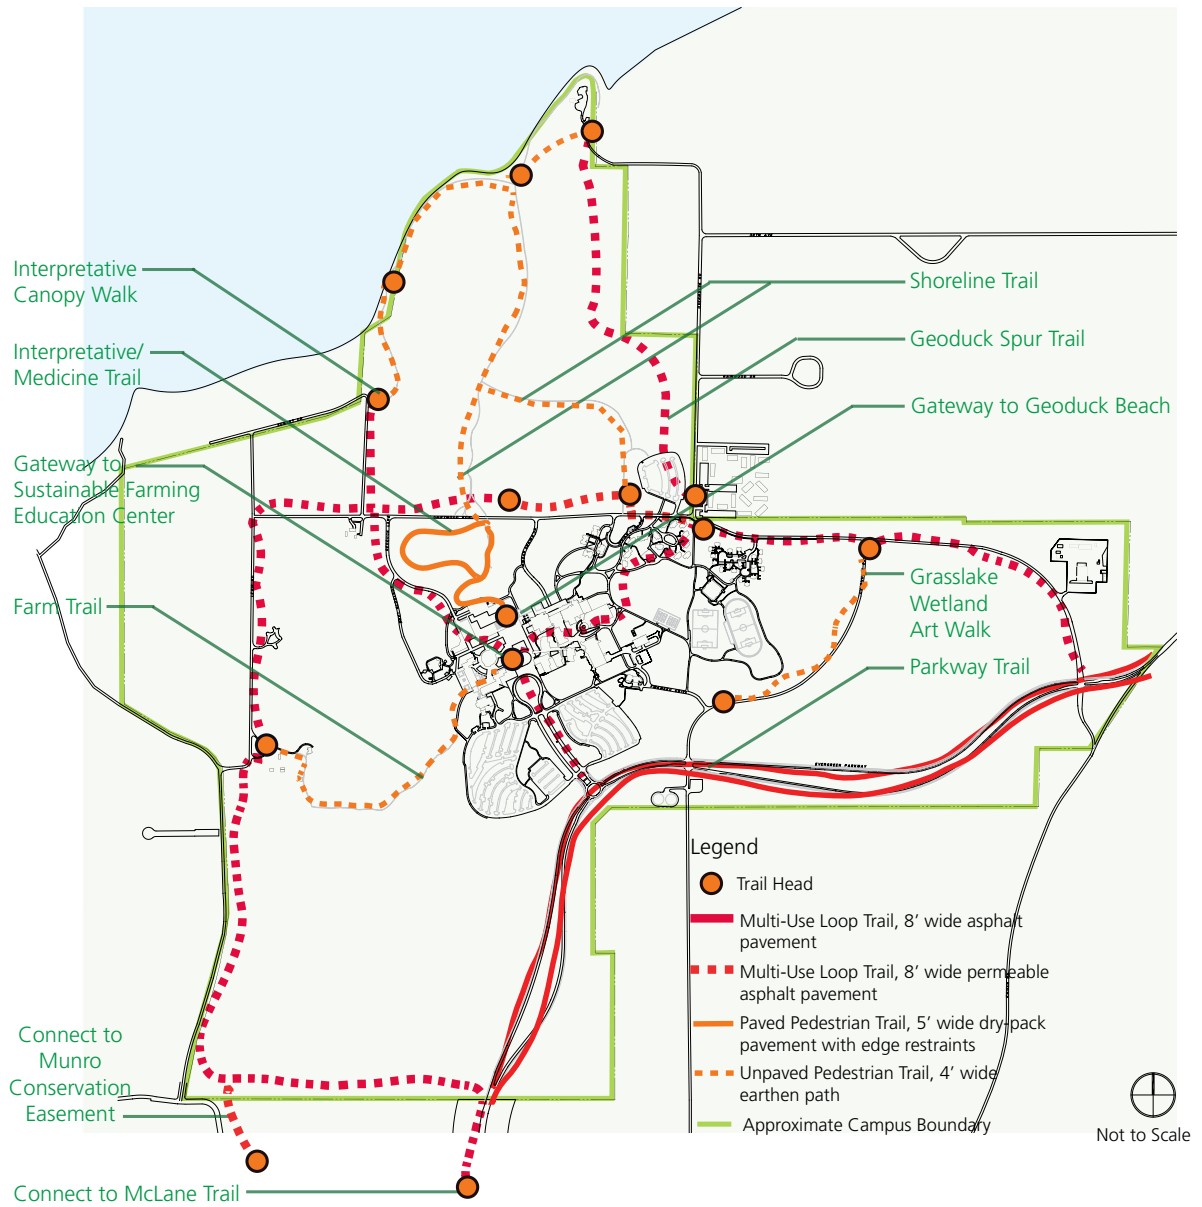 Interpretative
Canopy Walk
Interpretative/
Medicine Trail
Gateway to
Sustainable Farming
Education Center
Farm Trail
Connect to
Munro
Conservation
Easement
Connect to McLane Trail
Shoreline Trail
Geoduck Spur Trail
Gateway to Geoduck Beach
Grasslake
Wetland
Art Walk
Parkway Trail
EVERGREEN PARKWAY
Legend
Trail Head
Multi-Use Loop Trail, 8’ wide asphalt
pavement
Multi-Use Loop Trail, 8’ wide permeable
asphalt pavement
Paved Pedestrian Trail, 5’ wide dry-pack
pavement with edge restraints
Unpaved Pedestrian Trail, 4’ wide
earthen path
Approximate Campus Boundary
Not to Scale